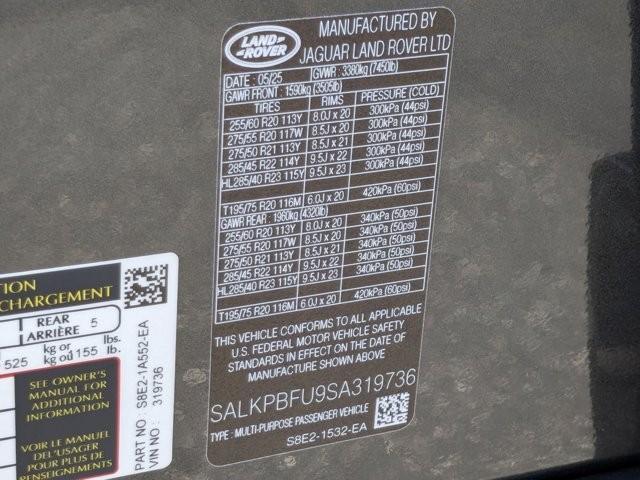 LAND
ROVER
MANUFACTURED BY
JAGUAR LAND ROVER LTD
DATE : 05/25 GVWR : 3380kg (7450lb)
GAWR FRONT : 1590kg (3505lb)
TIRES RIMS PRESSURE (COLD)
255/60 R20 113Y 8.0J x 20 300kPa (44psi)
275/55 R20 117W 8.5J x 20 300kPa (44psi)
275/50 R21 113Y 8.5J x 21 300kPa (44psi)
285/45 R22 114Y 9.5J x 22 300kPa (44psi)
HL285/40 R23 115Y 9.5J x 23 300kPa (44psi)
T195/75 R20 116M 6.0J x 20 420kPa (60psi)
GAWR REAR : 1960kg (4320lb)
255/60 R20 113Y 8.0J x 20 340kPa (50psi)
275/55 R20 117W 8.5J x 20 340kPa (50psi)
275/50 R21 113Y 8.5J x 21 340kPa (50psi)
285/45 R22 114Y 9.5J x 22 340kPa (50psi)
HL285/40 R23 115Y 9.5J x 23 340kPa (50psi)
T195/75 R20 116M 6.0J x 20 420kPa (60psi)
THIS VEHICLE CONFORMS TO ALL APPLICABLE
U.S. FEDERAL MOTOR VEHICLE SAFETY
STANDARDS IN EFFECT ON THE DATE OF
MANUFACTURE SHOWN ABOVE
SALKPBFU9SA319736
TYPE : MULTI-PURPOSE PASSENGER VEHICLE
S8E2-1532-EA
CHARGEMENT
REAR
ARRIÈRE 5
525 kg or
kg ou 1155 lbs.
lb.
SEE OWNER'S
MANUAL FOR
ADDITIONAL
INFORMATION
VOIR LE MANUEL
DEL'USAGER
POUR PLUS DE
RENSEIGNEMENTS
PART NO : S8E2-1A552-EA
VIN NO : 319736